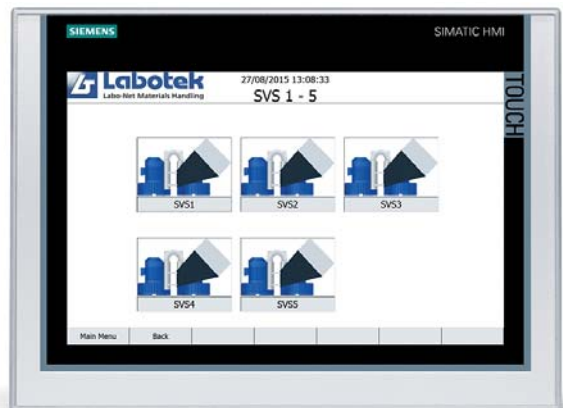 SIEMENS
SIMATIC HMI
TOUCH
Labotek
Labo-Net Materials Handling
27/08/2015 13:08:33
SVS 1 - 5
SVS1
SVS2
SVS3
SVS4
SVS5
Main Menu
Back